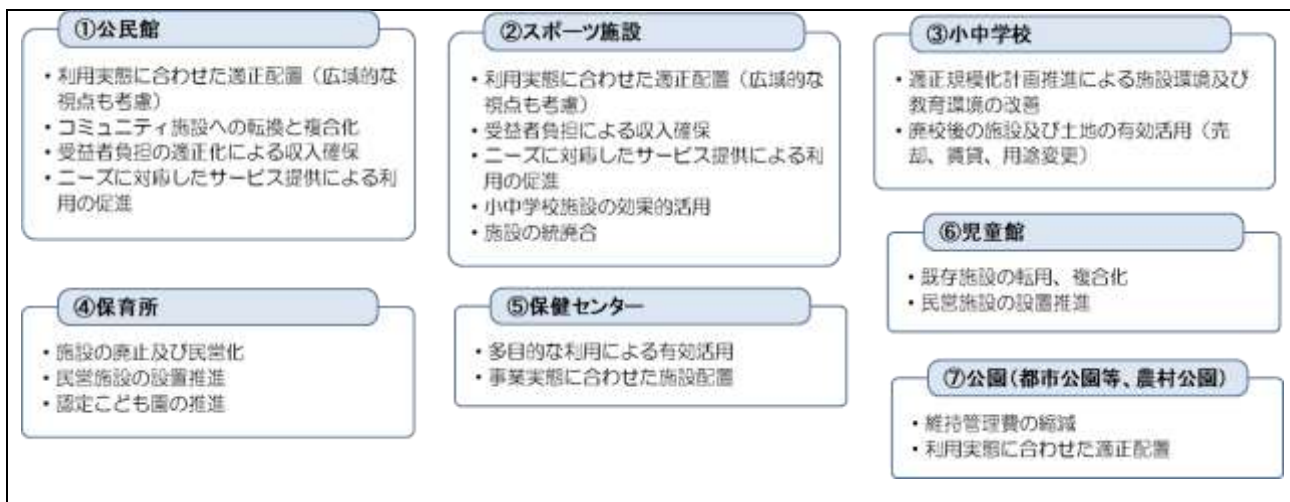 ①公民館
・利用実態に合わせた適正配置（広域的な
視点も考慮）
・コミュニティ施設への転換と複合化
・受益者負担の適正化による収入確保
・ニーズに対応したサービス提供による利
用の促進
②スポーツ施設
・利用実態に合わせた適正配置（広域的な
視点も考慮）
・受益者負担による収入確保
・ニーズに対応したサービス提供による利
用の促進
・小中学校施設の効果的活用
・施設の統廃合
③小中学校
・適正規模化計画推進による施設環境及び
教育環境の改善
・廃校後の施設及び土地の有効活用（売
却、賃貸、用途変更）
④保育所
・施設の廃止及び民営化
・民営施設の設置推進
・認定こども園の推進
⑤保健センター
・多目的な利用による有効活用
・事業実態に合わせた施設配置
⑥児童館
・既存施設の転用、複合化
・民営施設の設置推進
⑦公園（都市公園等、農村公園）
・維持管理費の縮減
・利用実態に合わせた適正配置